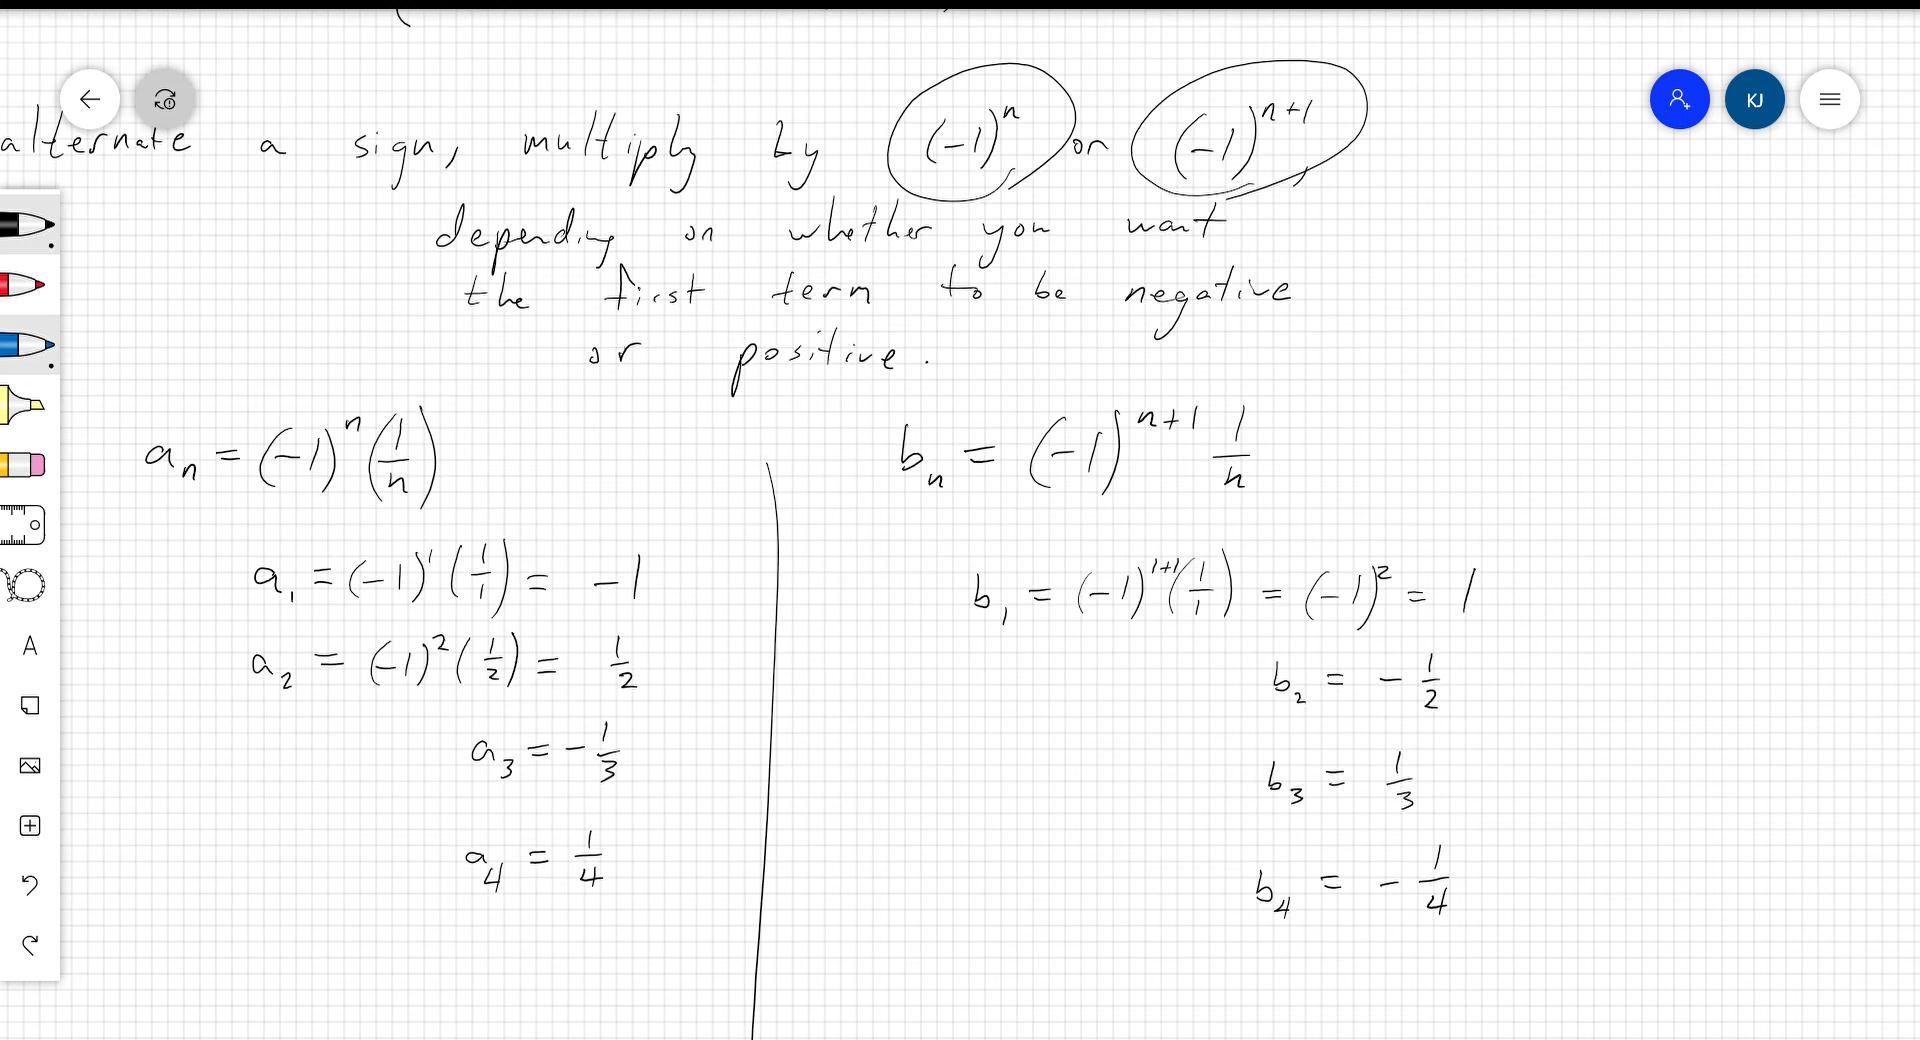 alternate a sign, multiply by (-1)^n or (-1)^{n+1},
depending on whether you want
the first term to be negative
or positive.
a_n = (-1)^n (1/n)
a_1 = (-1)^1 (1/1) = -1
a_2 = (-1)^2 (1/2) = 1/2
a_3 = -1/3
a_4 = 1/4
b_n = (-1)^{n+1} 1/n
b_1 = (-1)^{1+1} (1/1) = (-1)^2 = 1
b_2 = -1/2
b_3 = 1/3
b_4 = -1/4
KJ
A